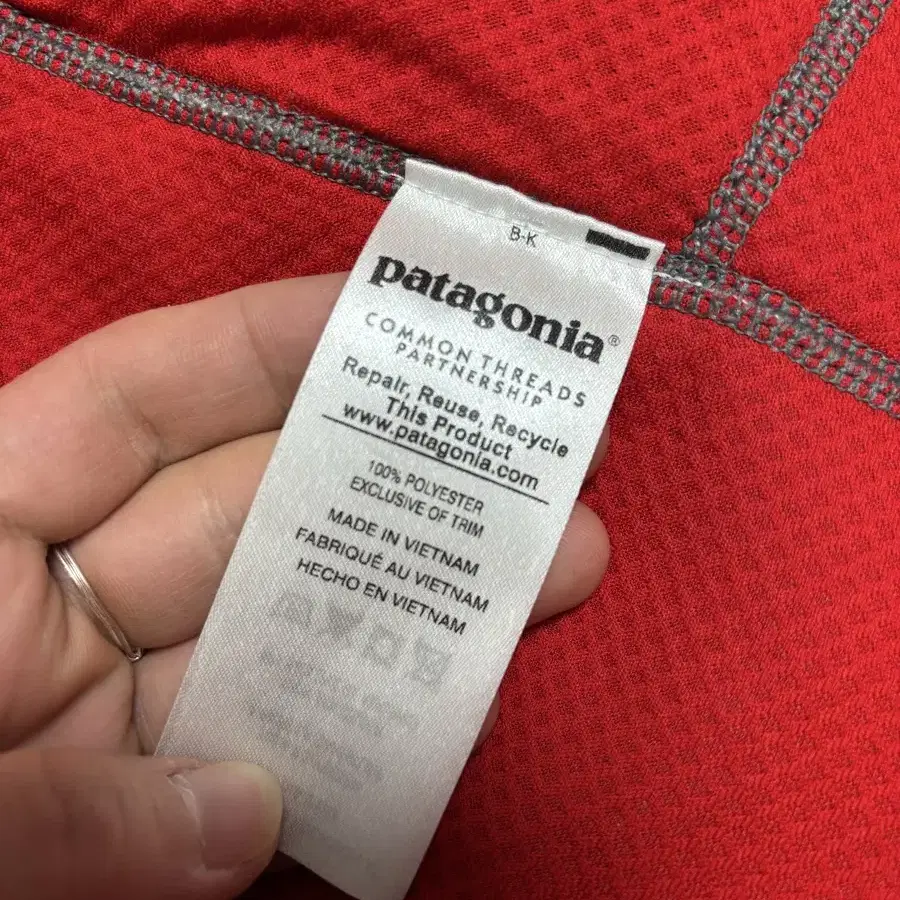 B-K
patagonia®
COMMON THREADS
PARTNERSHIP
Repair, Reuse, Recycle
This Product
www.patagonia.com
100% POLYESTER
EXCLUSIVE OF TRIM
MADE IN VIETNAM
FABRIQUÉ AU VIETNAM
HECHO EN VIETNAM